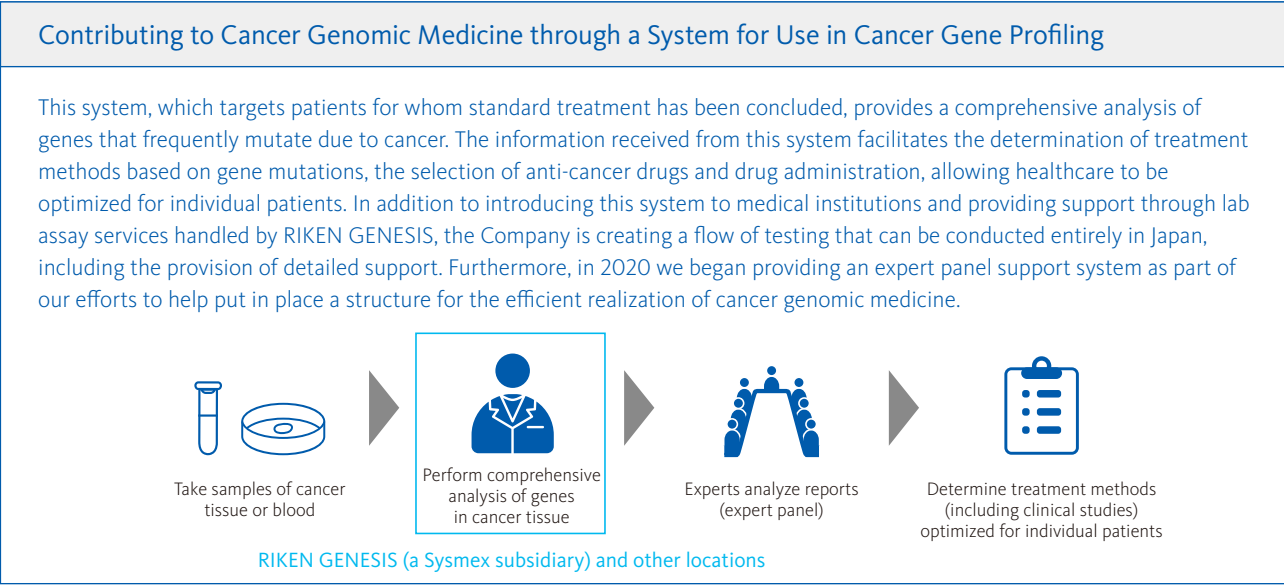 Contributing to Cancer Genomic Medicine through a System for Use in Cancer Gene Profiling
This system, which targets patients for whom standard treatment has been concluded, provides a comprehensive analysis of
genes that frequently mutate due to cancer. The information received from this system facilitates the determination of treatment
methods based on gene mutations, the selection of anti-cancer drugs and drug administration, allowing healthcare to be
optimized for individual patients. In addition to introducing this system to medical institutions and providing support through lab
assay services handled by RIKEN GENESIS, the Company is creating a flow of testing that can be conducted entirely in Japan,
including the provision of detailed support. Furthermore, in 2020 we began providing an expert panel support system as part of
our efforts to help put in place a structure for the efficient realization of cancer genomic medicine.
Take samples of cancer
tissue or blood
Perform comprehensive
analysis of genes
in cancer tissue
Experts analyze reports
(expert panel)
Determine treatment methods
(including clinical studies)
optimized for individual patients
RIKEN GENESIS (a Sysmex subsidiary) and other locations